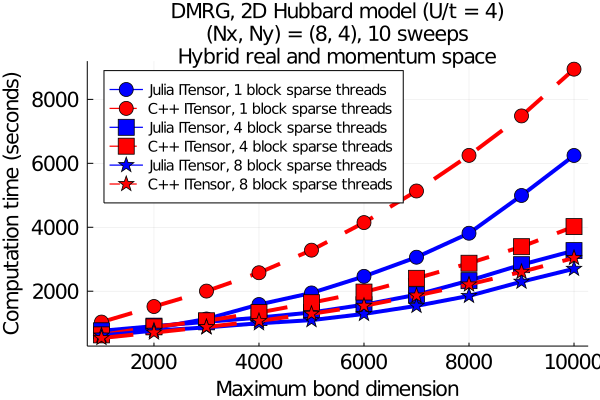 DMRG, 2D Hubbard model (U/t = 4)
(Nx, Ny) = (8, 4), 10 sweeps
Hybrid real and momentum space
Julia ITensor, 1 block sparse threads
C++ ITensor, 1 block sparse threads
Julia ITensor, 4 block sparse threads
C++ ITensor, 4 block sparse threads
Julia ITensor, 8 block sparse threads
C++ ITensor, 8 block sparse threads
Computation time (seconds)
8000
6000
4000
2000
2000 4000 6000 8000 10000
Maximum bond dimension